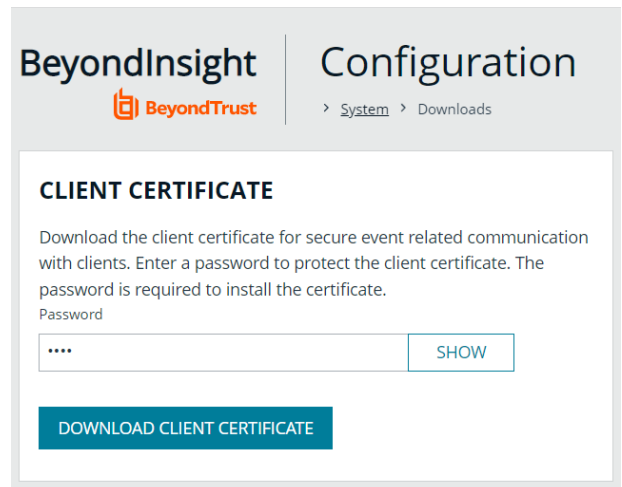 BeyondInsight
BeyondTrust
Configuration
> System > Downloads
CLIENT CERTIFICATE
Download the client certificate for secure event related communication
with clients. Enter a password to protect the client certificate. The
password is required to install the certificate.
Password
••••
SHOW
DOWNLOAD CLIENT CERTIFICATE